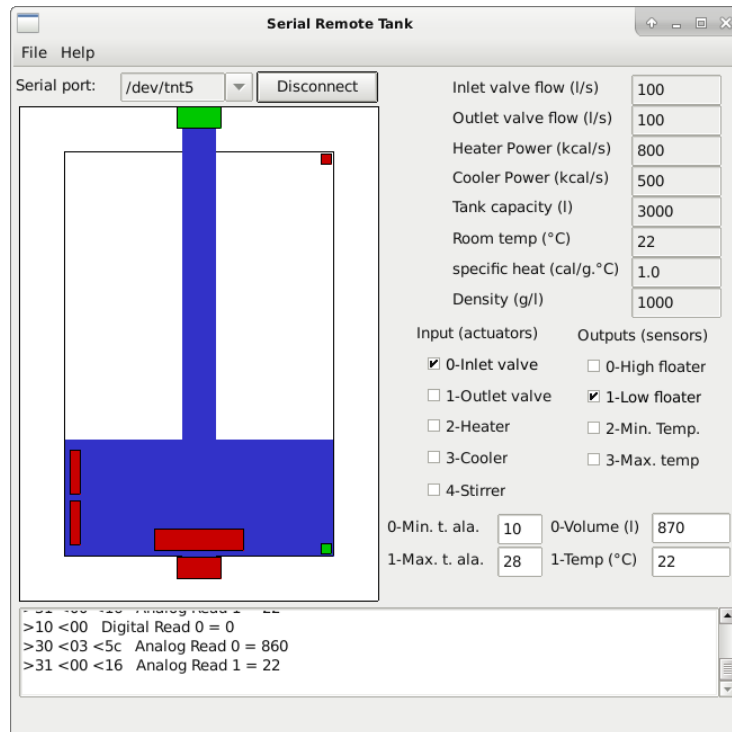 Serial Remote Tank
File Help
Serial port: /dev/tnt5 Disconnect
Inlet valve flow (l/s) 100
Outlet valve flow (l/s) 100
Heater Power (kcal/s) 800
Cooler Power (kcal/s) 500
Tank capacity (l) 3000
Room temp (°C) 22
specific heat (cal/g.°C) 1.0
Density (g/l) 1000
Input (actuators) Outputs (sensors)
0-Inlet valve 0-High floater
1-Outlet valve 1-Low floater
2-Heater 2-Min. Temp.
3-Cooler 3-Max. temp
4-Stirrer
0-Min. t. ala. 10 0-Volume (l) 870
1-Max. t. ala. 28 1-Temp (°C) 22
Analog Read 1 = 22
>10 <00 Digital Read 0 = 0
>30 <03 <5c Analog Read 0 = 860
>31 <00 <16 Analog Read 1 = 22